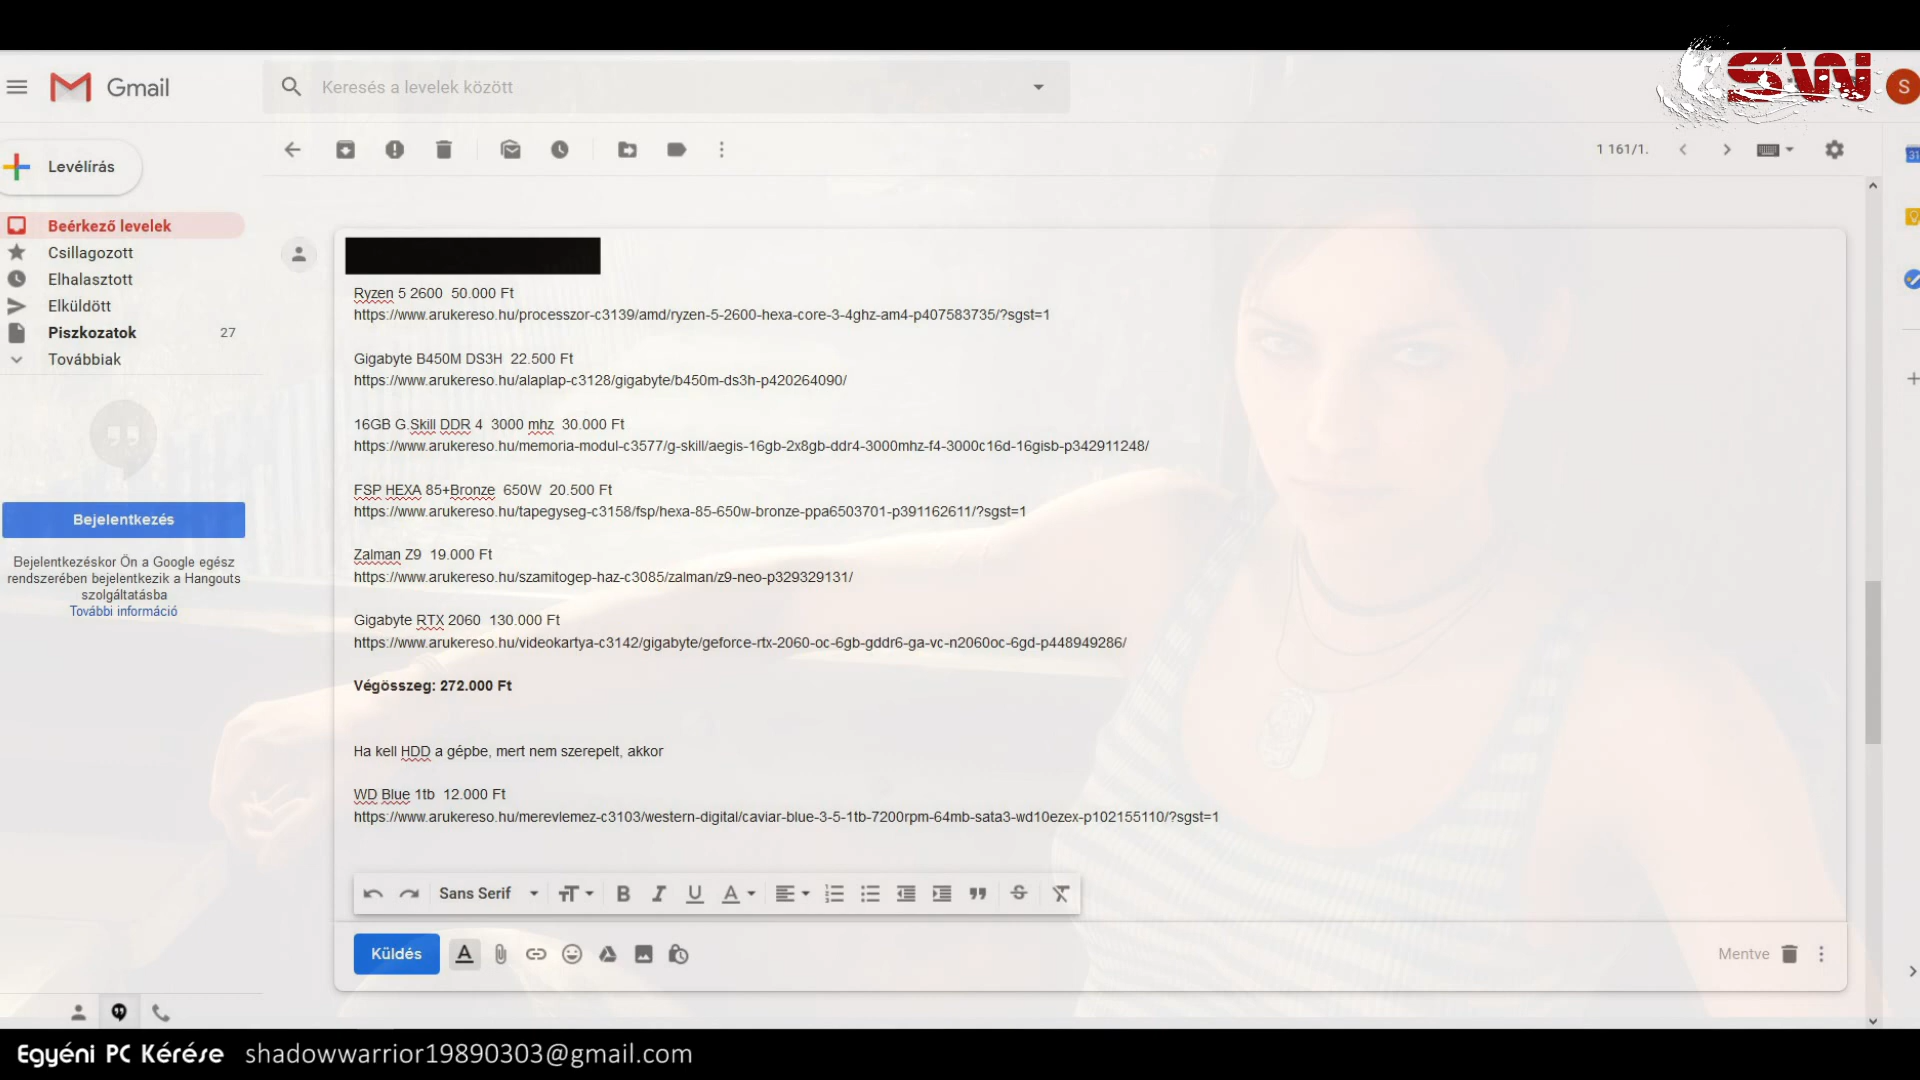 SW
S
Gmail
Keresés a levelek között
Levélírás
1 161/1.
31
Beérkező levelek
Csillagozott
Elhalasztott
Elküldött
Piszkozatok 27
Továbbiak
Bejelentkezés
Bejelentkezéskor Ön a Google egész
rendszerében bejelentkezik a Hangouts
szolgáltatásba
További információ
Ryzen 5 2600 50.000 Ft
https://www.arukereso.hu/processzor-c3139/amd/ryzen-5-2600-hexa-core-3-4ghz-am4-p407583735/?sgst=1
Gigabyte B450M DS3H 22.500 Ft
https://www.arukereso.hu/alaplap-c3128/gigabyte/b450m-ds3h-p420264090/
16GB G.Skill DDR 4 3000 mhz 30.000 Ft
https://www.arukereso.hu/memoria-modul-c3577/g-skill/aegis-16gb-2x8gb-ddr4-3000mhz-f4-3000c16d-16gisb-p342911248/
FSP HEXA 85+Bronze 650W 20.500 Ft
https://www.arukereso.hu/tapegyseg-c3158/fsp/hexa-85-650w-bronze-ppa6503701-p391162611/?sgst=1
Zalman Z9 19.000 Ft
https://www.arukereso.hu/szamitogep-haz-c3085/zalman/z9-neo-p329329131/
Gigabyte RTX 2060 130.000 Ft
https://www.arukereso.hu/videokartya-c3142/gigabyte/geforce-rtx-2060-oc-6gb-gddr6-ga-vc-n2060oc-6gd-p448949286/
Végösszeg: 272.000 Ft
Ha kell HDD a gépbe, mert nem szerepelt, akkor
WD Blue 1tb 12.000 Ft
https://www.arukereso.hu/merevlemez-c3103/western-digital/caviar-blue-3-5-1tb-7200rpm-64mb-sata3-wd10ezex-p102155110/?sgst=1
Sans Serif
Küldés
Mentve
Egyéni PC Kérése shadowwarrior19890303@gmail.com